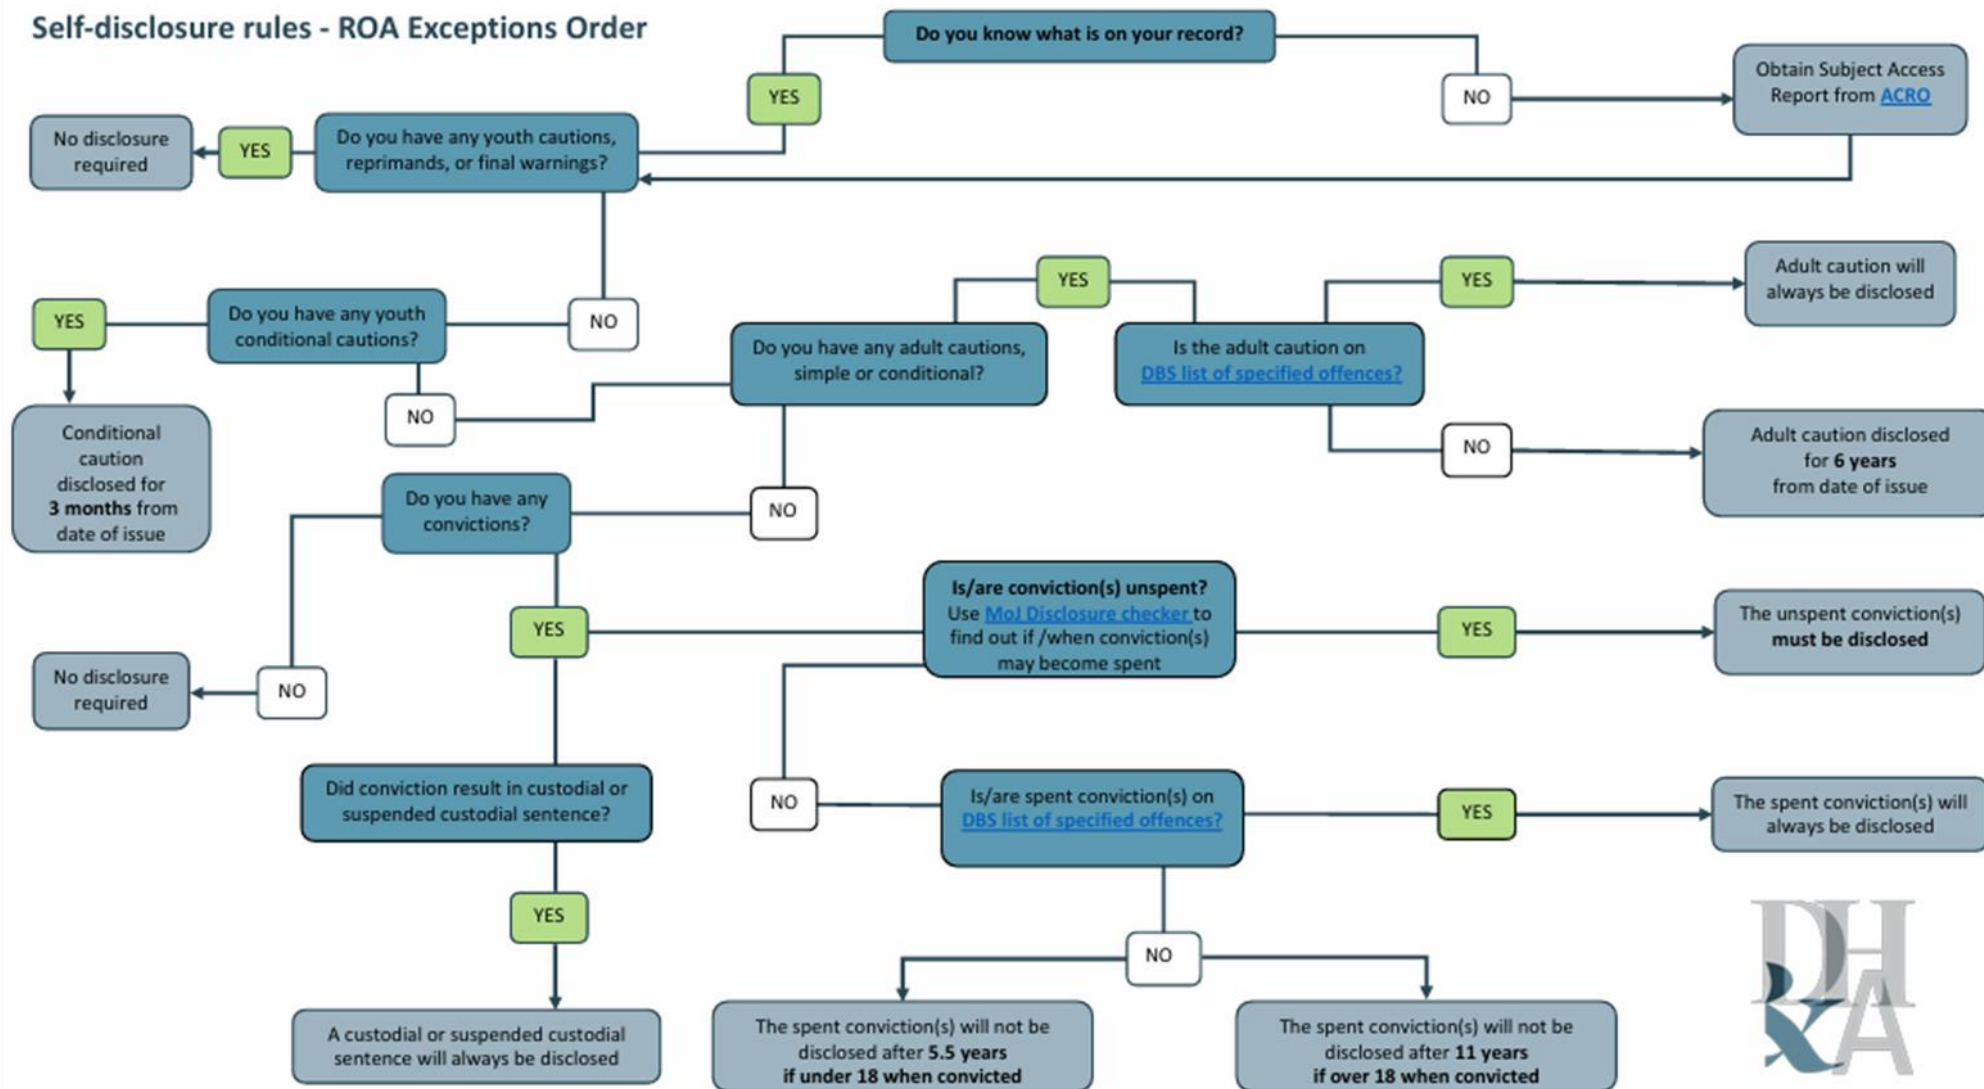 Self-disclosure rules - ROA Exceptions Order
Do you know what is on your record?
YES
NO
Obtain Subject Access
Report from ACRO
No disclosure
required
YES
Do you have any youth cautions,
reprimands, or final warnings?
YES
Do you have any youth
conditional cautions?
NO
Conditional
caution
disclosed for
3 months from
date of issue
NO
Do you have any adult cautions,
simple or conditional?
YES
Is the adult caution on
DBS list of specified offences?
YES
Adult caution will
always be disclosed
NO
Adult caution disclosed
for 6 years
from date of issue
Do you have any
convictions?
NO
No disclosure
required
NO
YES
Is/are conviction(s) unspent?
Use MoJ Disclosure checker to
find out if /when conviction(s)
may become spent
YES
The unspent conviction(s)
must be disclosed
Did conviction result in custodial or
suspended custodial sentence?
NO
Is/are spent conviction(s) on
DBS list of specified offences?
YES
The spent conviction(s) will
always be disclosed
YES
NO
A custodial or suspended custodial
sentence will always be disclosed
The spent conviction(s) will not be
disclosed after 5.5 years
if under 18 when convicted
The spent conviction(s) will not be
disclosed after 11 years
if over 18 when convicted